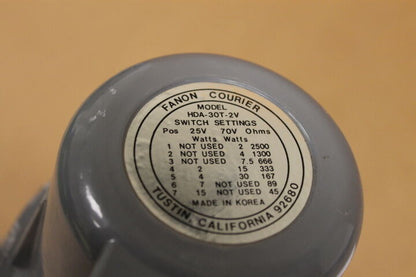 FANON COURIER
MODEL
HDA-30T-2V
SWITCH SETTINGS
Pos 25V 70V Ohms
Watts Watts
1 NOT USED 2 2500
2 NOT USED 4 1300
3 NOT USED 7.5 666
4 2 15 333
5 4 30 167
6 7 NOT USED 89
7 15 NOT USED 45
MADE IN KOREA
TUSTIN, CALIFORNIA 92680